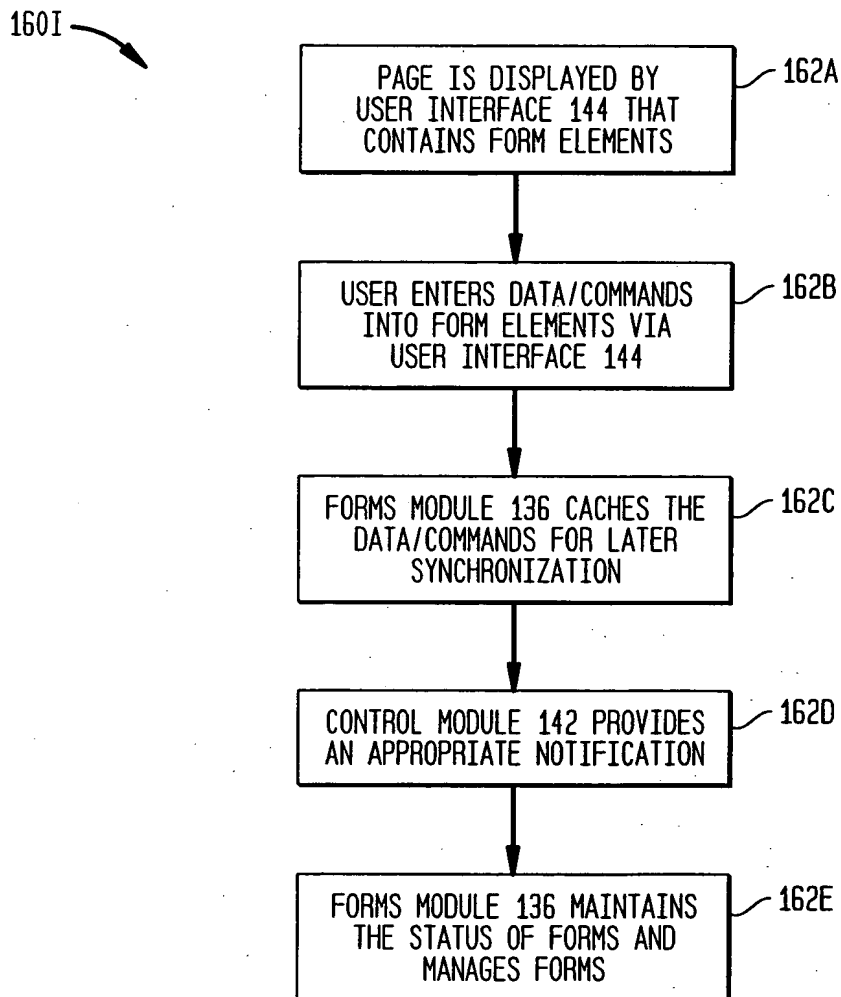 160I
PAGE IS DISPLAYED BY
USER INTERFACE 144 THAT
CONTAINS FORM ELEMENTS
162A
USER ENTERS DATA/COMMANDS
INTO FORM ELEMENTS VIA
USER INTERFACE 144
162B
FORMS MODULE 136 CACHES THE
DATA/COMMANDS FOR LATER
SYNCHRONIZATION
162C
CONTROL MODULE 142 PROVIDES
AN APPROPRIATE NOTIFICATION
162D
FORMS MODULE 136 MAINTAINS
THE STATUS OF FORMS AND
MANAGES FORMS
162E